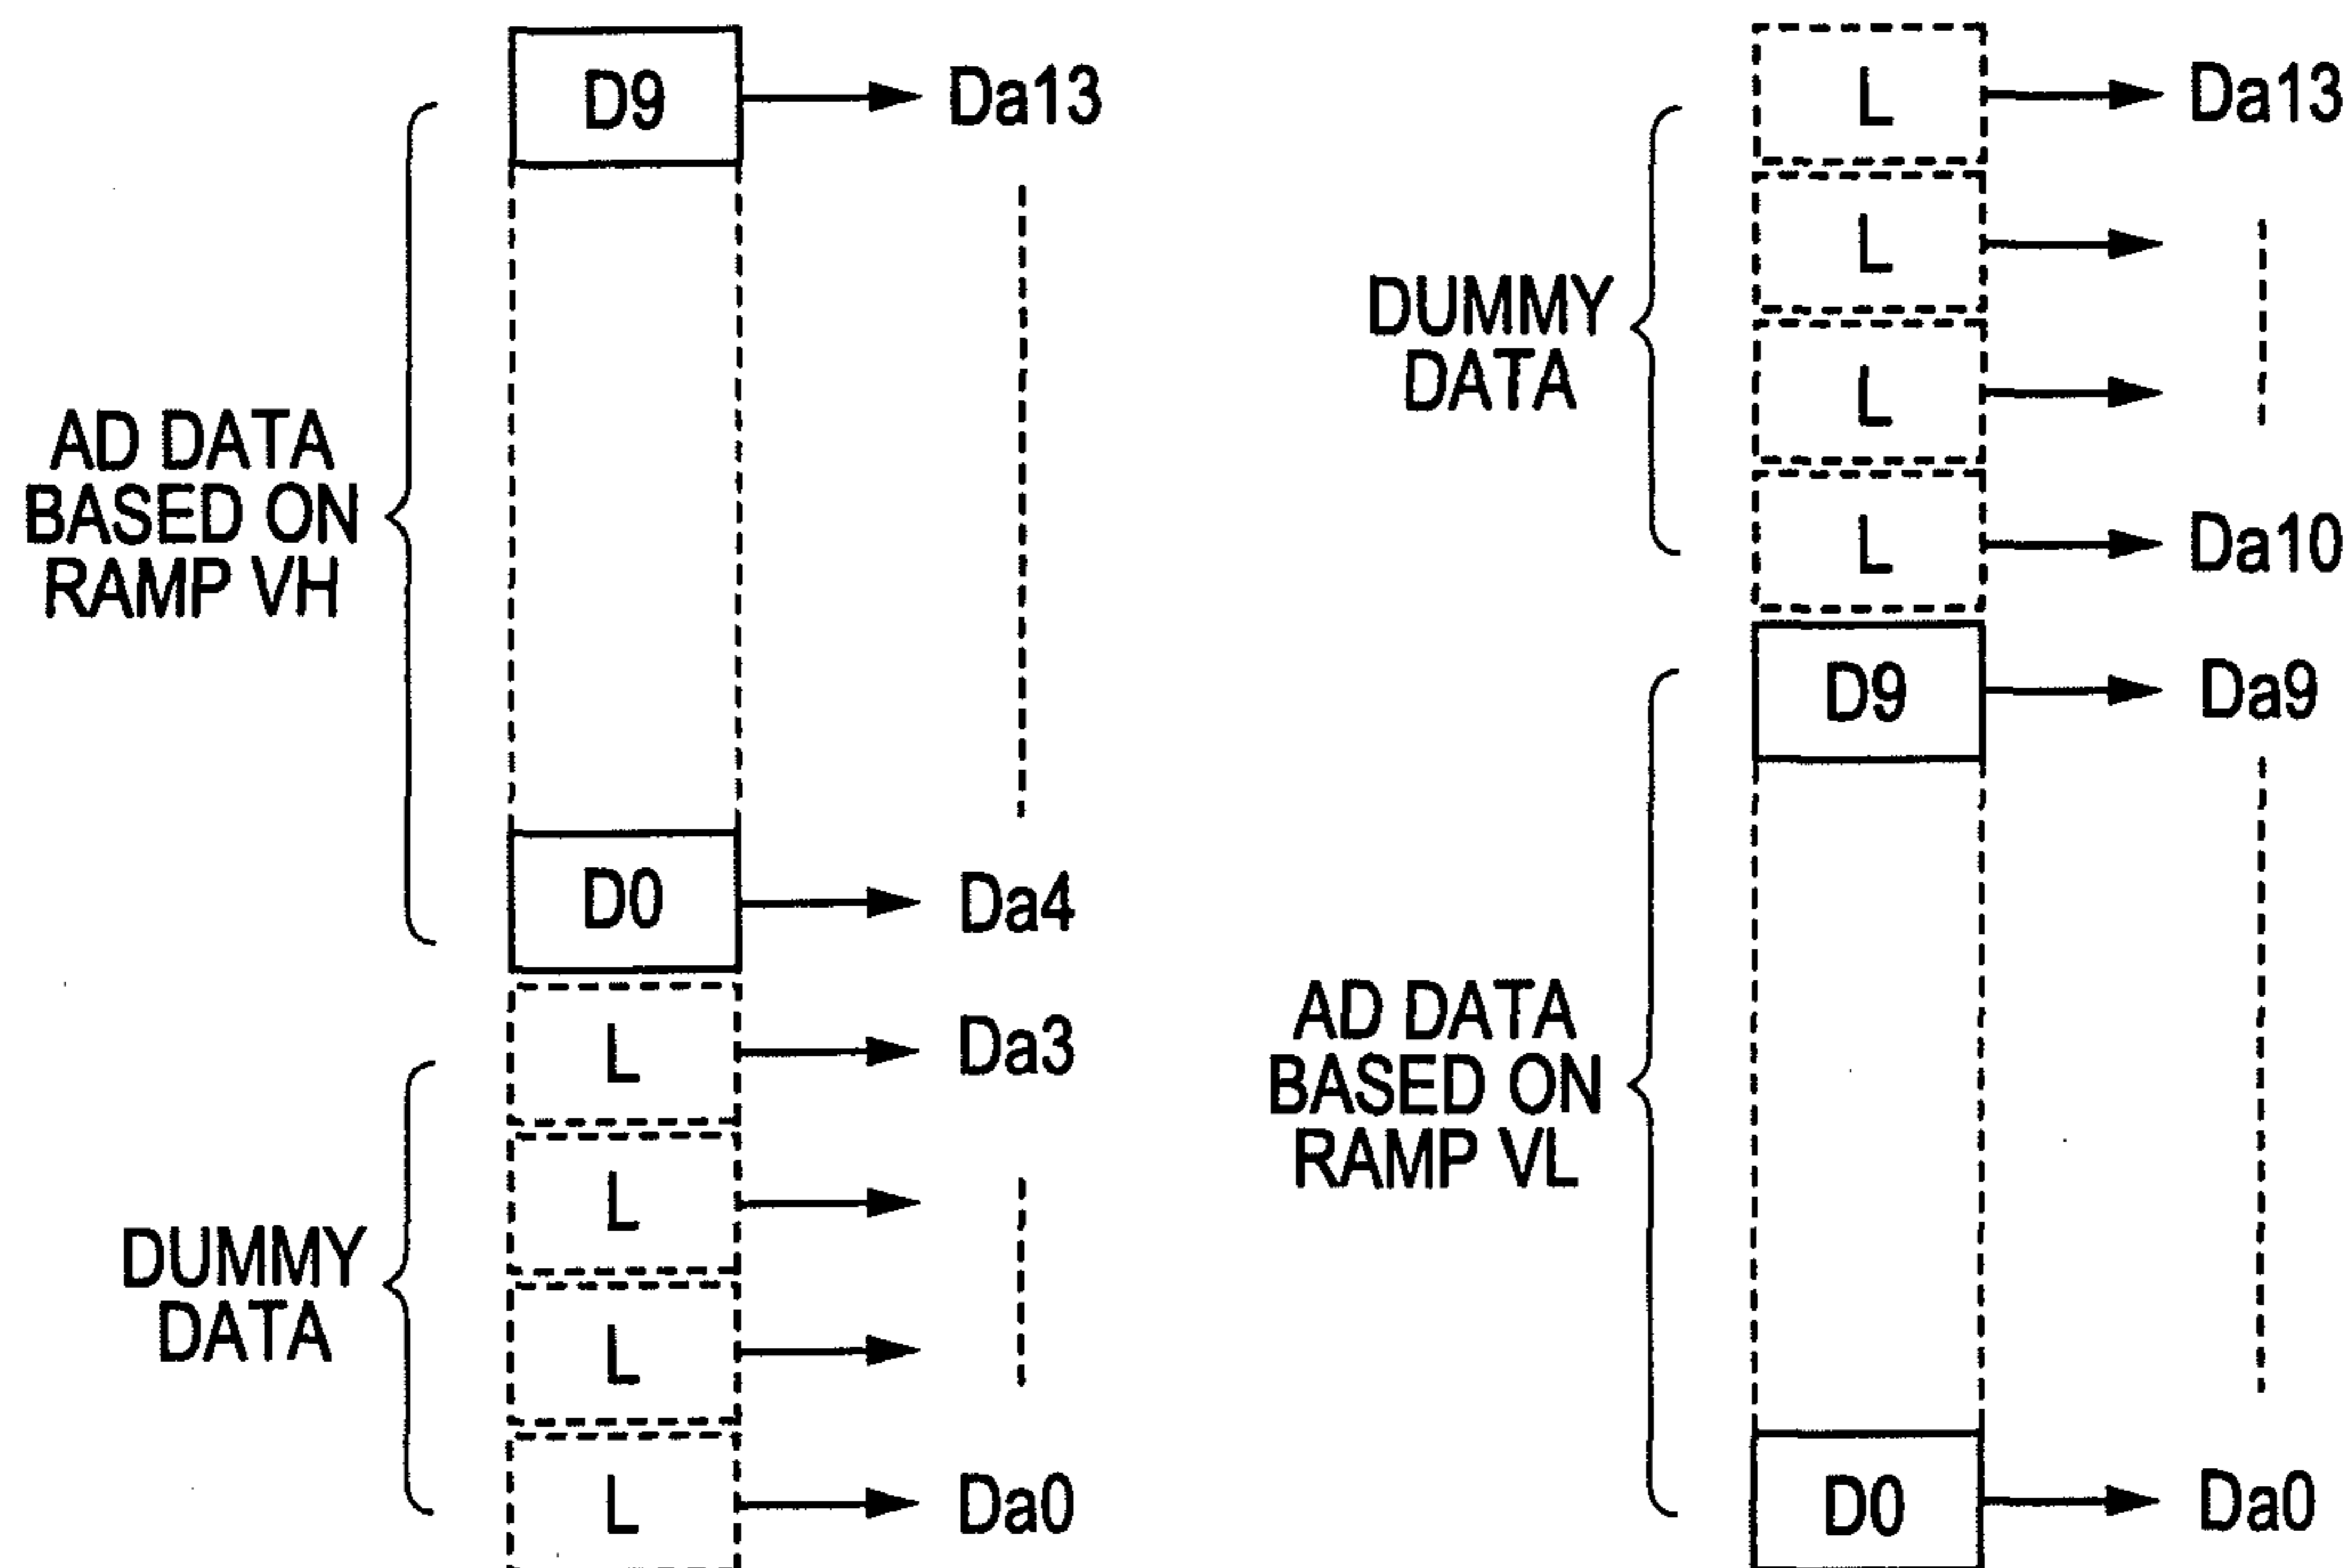 D9
Da13
AD DATA
BASED ON
RAMP VH
D0
Da4
L
Da3
L
DUMMY
DATA
L
L
Da0
L
Da13
L
DUMMY
DATA
L
L
Da10
D9
Da9
AD DATA
BASED ON
RAMP VL
D0
Da0